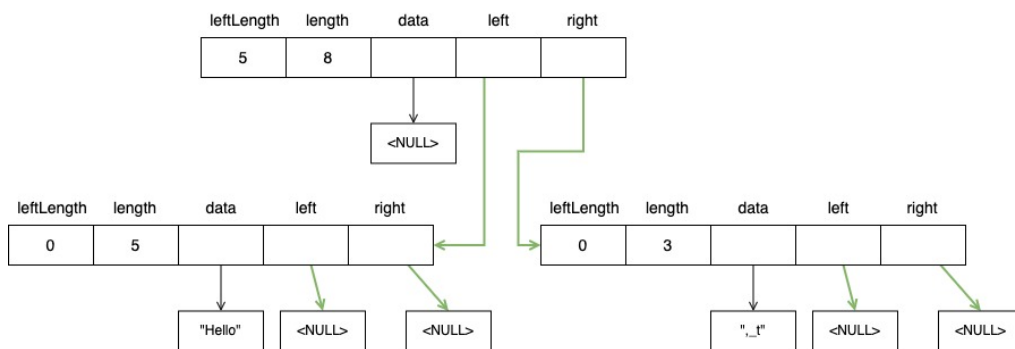 leftLength length data left right
5 8
<NULL>
leftLength length data left right
0 5
leftLength length data left right
0 3
"Hello" <NULL> <NULL>
",_t" <NULL> <NULL>